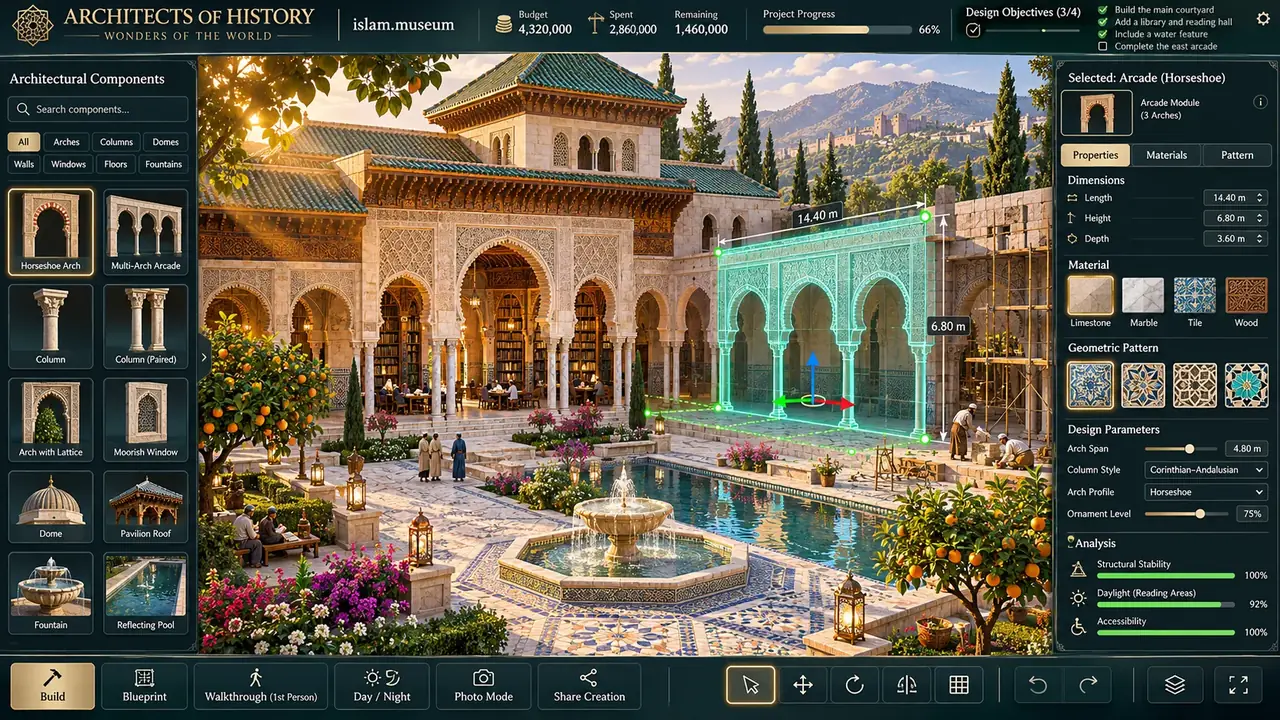 ARCHITECTS OF HISTORY
WONDERS OF THE WORLD
islam.museum
Budget
4,320,000
Spent
2,860,000
Remaining
1,460,000
Project Progress
66%
Design Objectives (3/4)
Build the main courtyard
Add a library and reading hall
Include a water feature
Complete the east arcade
Architectural Components
Search components...
All
Arches
Columns
Domes
Walls
Windows
Floors
Fountains
Horseshoe Arch
Multi-Arch Arcade
Column
Column (Paired)
Arch with Lattice
Moorish Window
Dome
Pavilion Roof
Fountain
Reflecting Pool
14.40 m
6.80 m
Selected: Arcade (Horseshoe)
Arcade Module
(3 Arches)
Properties
Materials
Pattern
Dimensions
Length
14.40 m
Height
6.80 m
Depth
3.60 m
Material
Limestone
Marble
Tile
Wood
Geometric Pattern
Design Parameters
Arch Span
4.80 m
Column Style
Corinthian-Andalusian
Arch Profile
Horseshoe
Ornament Level
75%
Analysis
Structural Stability
100%
Daylight (Reading Areas)
92%
Accessibility
100%
Build
Blueprint
Walkthrough (1st Person)
Day / Night
Photo Mode
Share Creation